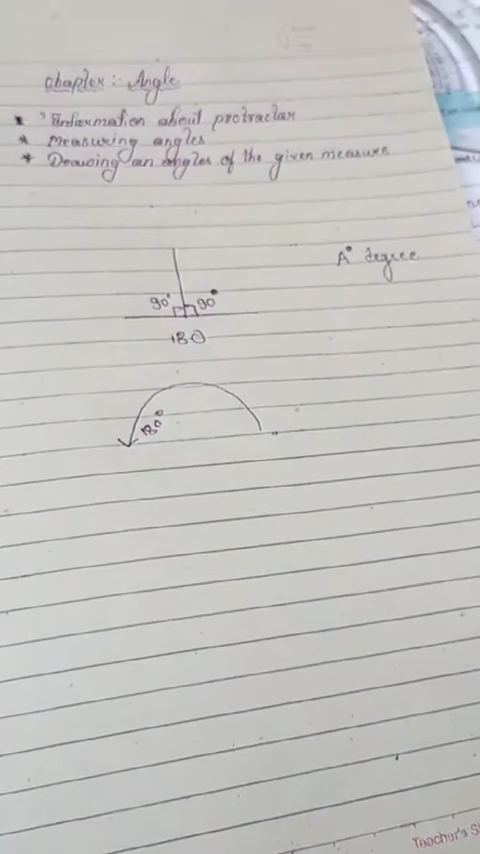 chapter:: Angle
* Information about protractor
* Measuring angles.
* Drawing an angles of the given measure
A° degree
90° 90°
180
180°
Teacher's